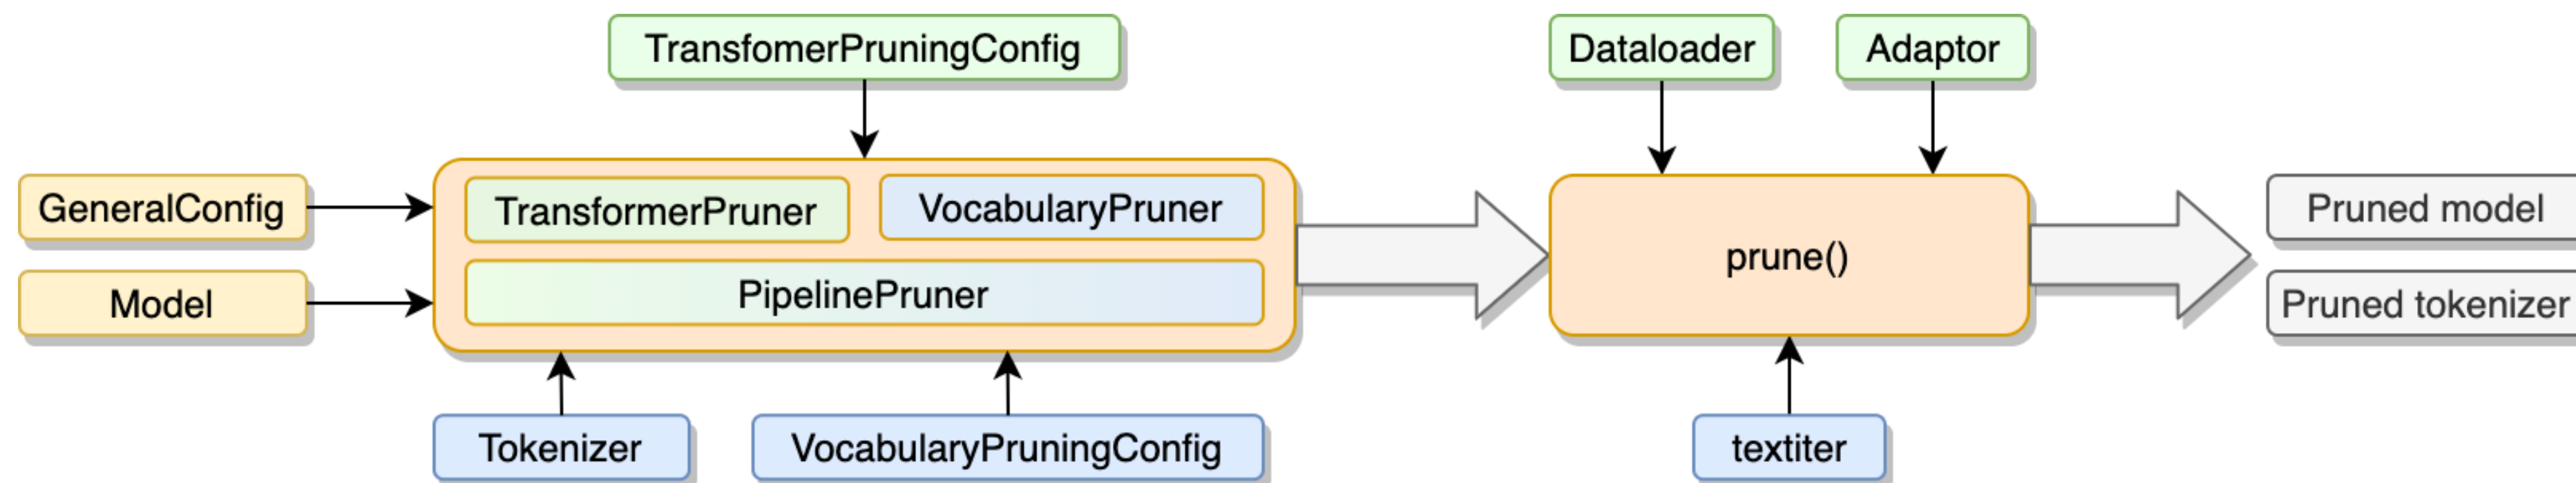 TransfomerPruningConfig
Dataloader
Adaptor
GeneralConfig
TransformerPruner
VocabularyPruner
Pruned model
prune()
Model
PipelinePruner
Pruned tokenizer
Tokenizer
VocabularyPruningConfig
textiter